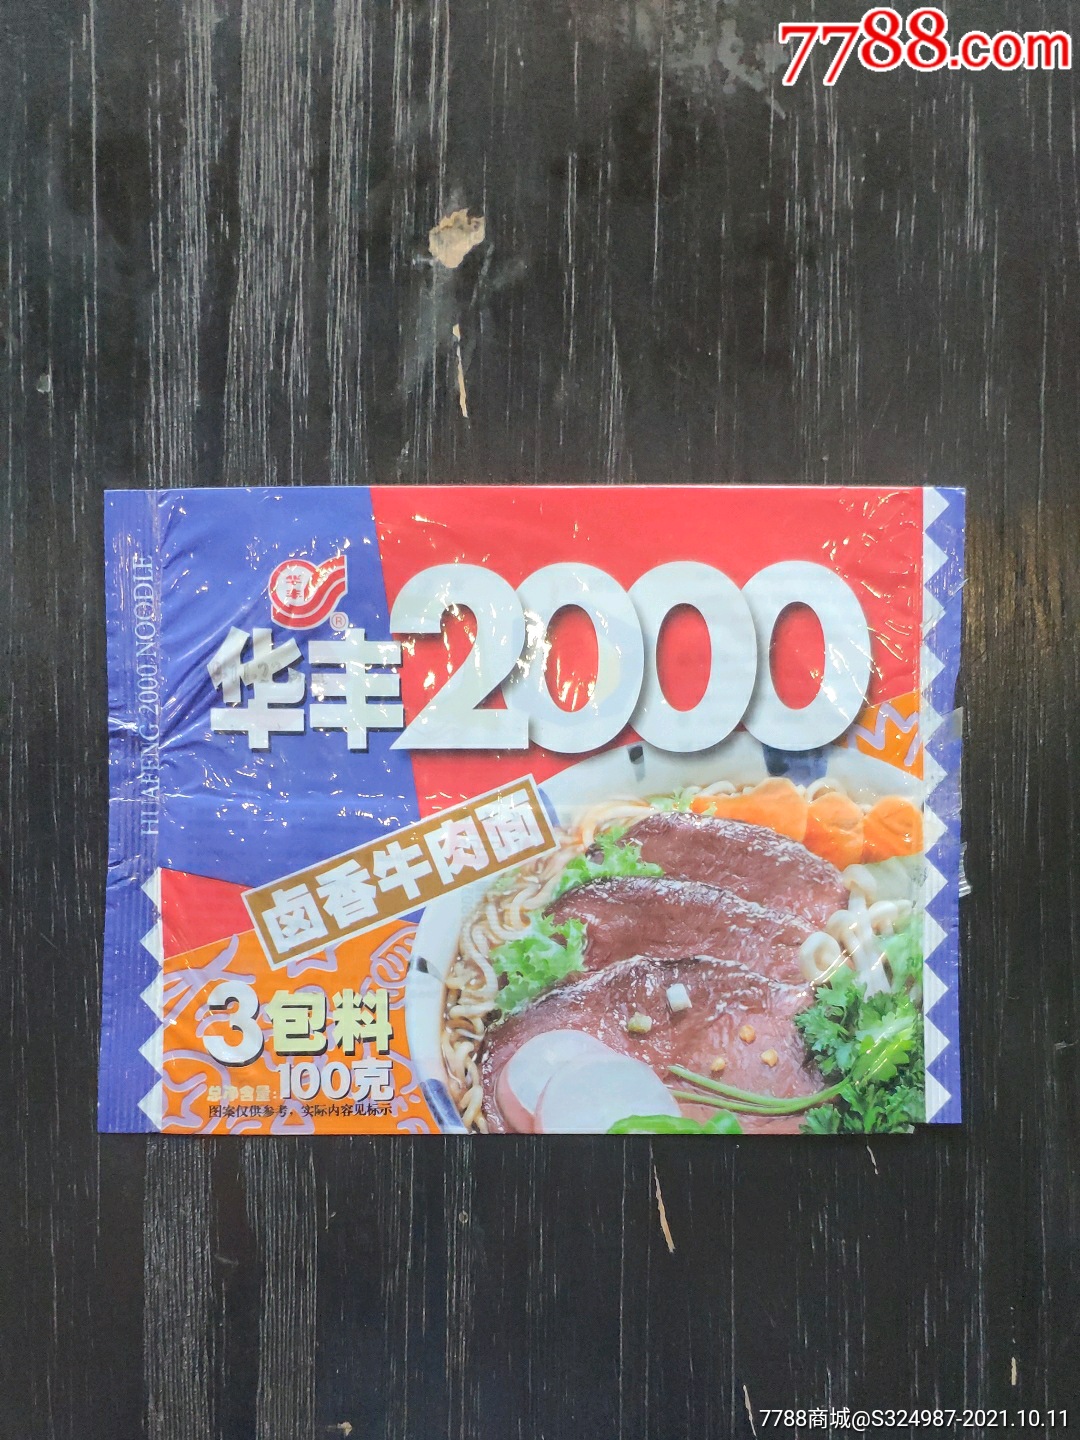 7788.com
华丰
®
华丰2000
HUAFENG 2000 NOODLE
卤香牛肉面
3包料
总净含量:100克
图案仅供参考,实际内容见标示
7788商城@S324987-2021.10.11